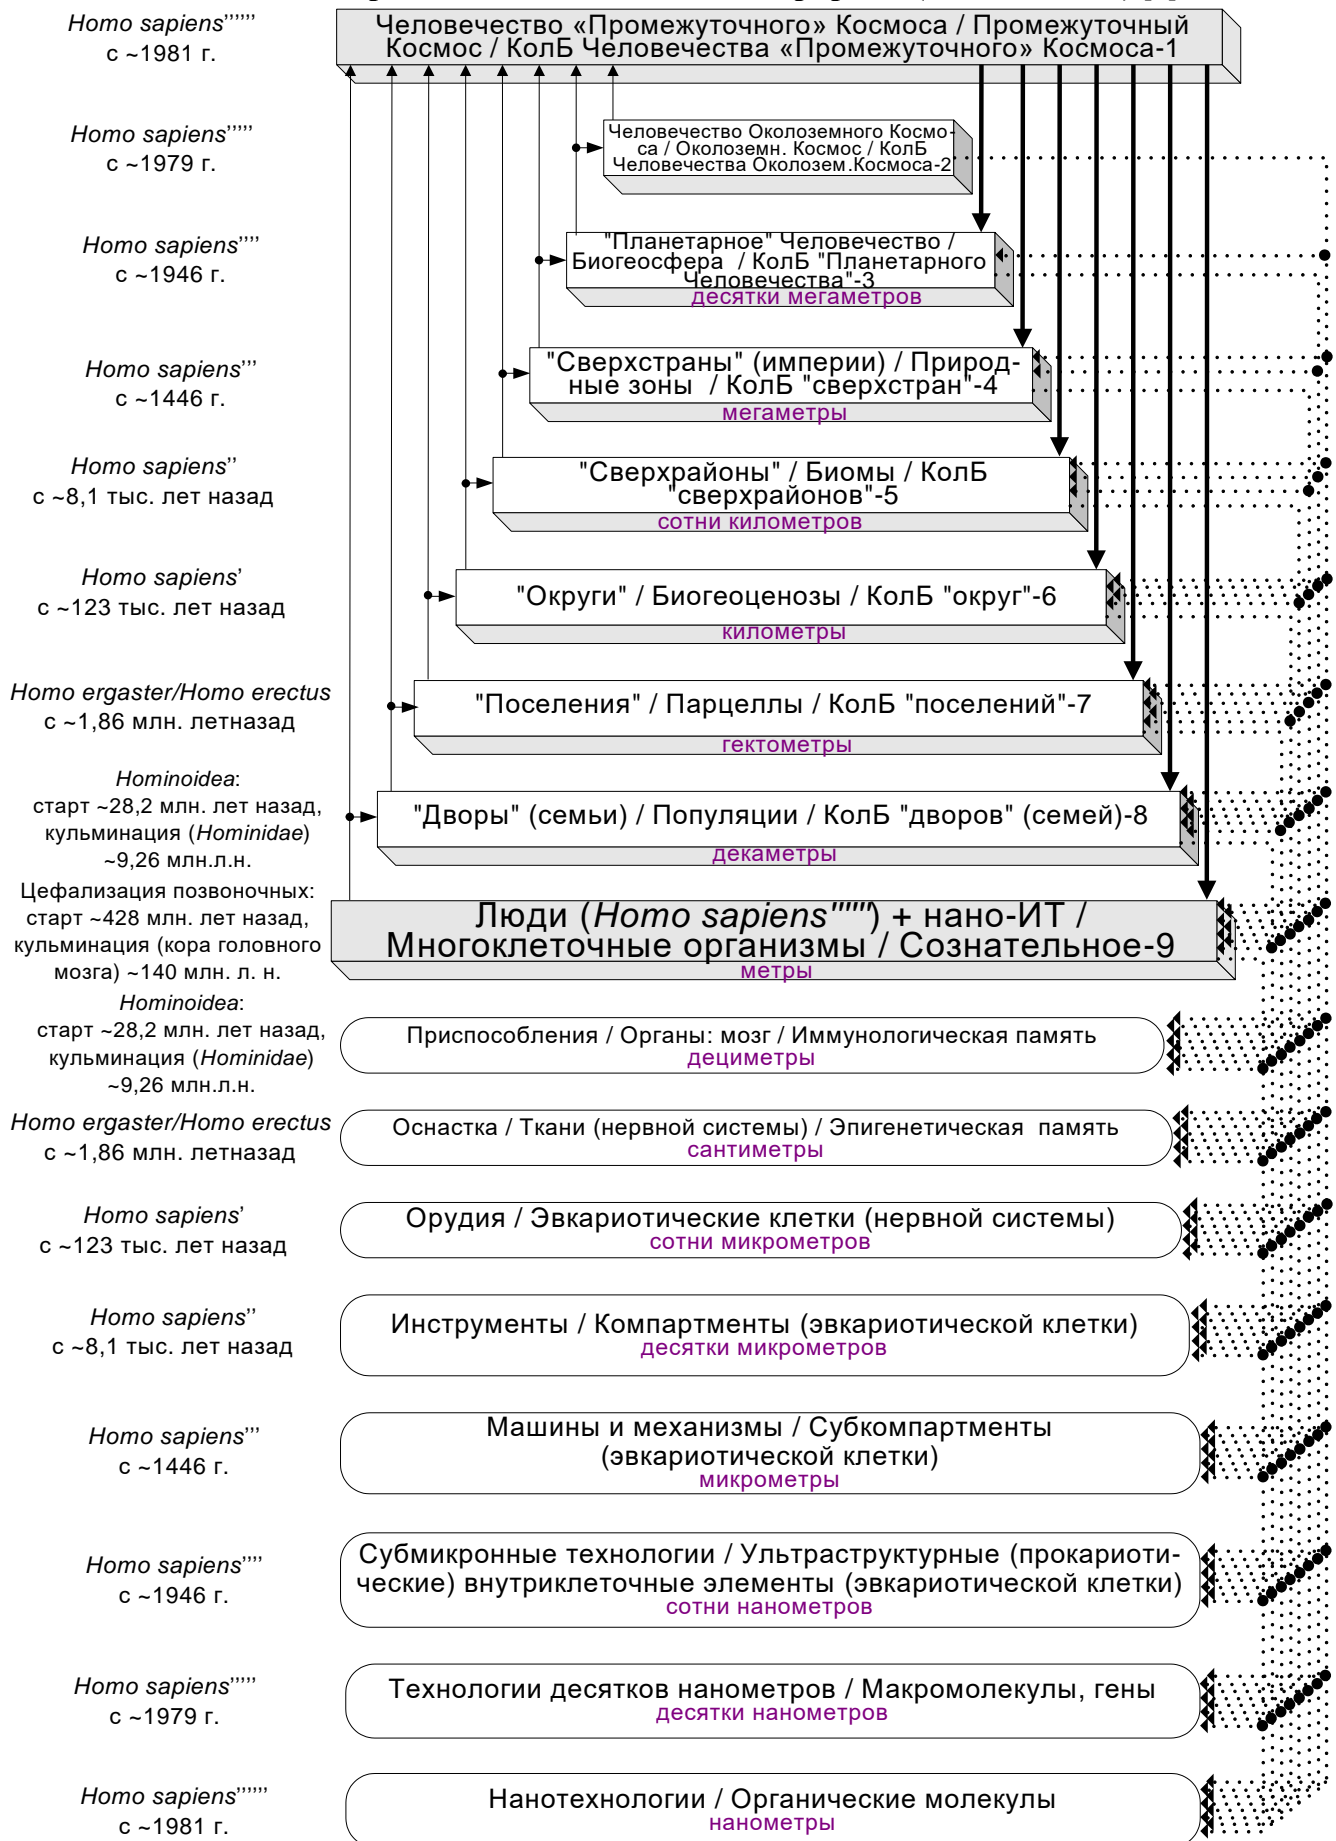 Homo sapiens''''''
с ~1981 г.
Человечество «Промежуточного» Космоса / Промежуточный
Космос / КолБ Человечества «Промежуточного» Космоса-1
Homo sapiens'''''
с ~1979 г.
Человечество Околоземного Космо-
са / Околоземн. Космос / КолБ
Человечества Околозем.Космоса-2
Homo sapiens''''
с ~1946 г.
"Планетарное" Человечество /
Биогеосфера / КолБ "Планетарного
Человечества"-3
десятки мегаметров
Homo sapiens'''
с ~1446 г.
"Сверхстраны" (империи) / Природ-
ные зоны / КолБ "сверхстран"-4
мегаметры
Homo sapiens''
с ~8,1 тыс. лет назад
"Сверхрайоны" / Биомы / КолБ
"сверхрайонов"-5
сотни километров
Homo sapiens'
с ~123 тыс. лет назад
"Округи" / Биогеоценозы / КолБ "округ"-6
километры
Homo ergaster/Homo erectus
с ~1,86 млн. летназад
"Поселения" / Парцеллы / КолБ "поселений"-7
гектометры
Hominoidea:
старт ~28,2 млн. лет назад,
кульминация (Hominidae)
~9,26 млн.л.н.
"Дворы" (семьи) / Популяции / КолБ "дворов" (семей)-8
декаметры
Цефализация позвоночных:
старт ~428 млн. лет назад,
кульминация (кора головного
мозга) ~140 млн. л. н.
Люди (Homo sapiens'''''') + нано-ИТ /
Многоклеточные организмы / Сознательное-9
метры
Hominoidea:
старт ~28,2 млн. лет назад,
кульминация (Hominidae)
~9,26 млн.л.н.
Приспособления / Органы: мозг / Иммунологическая память
дециметры
Homo ergaster/Homo erectus
с ~1,86 млн. летназад
Оснастка / Ткани (нервной системы) / Эпигенетическая память
сантиметры
Homo sapiens'
с ~123 тыс. лет назад
Орудия / Эвкариотические клетки (нервной системы)
сотни микрометров
Homo sapiens''
с ~8,1 тыс. лет назад
Инструменты / Компартменты (эвкариотической клетки)
десятки микрометров
Homo sapiens'''
с ~1446 г.
Машины и механизмы / Субкомпартменты
(эвкариотической клетки)
микрометры
Homo sapiens''''
с ~1946 г.
Субмикронные технологии / Ультраструктурные (прокариоти-
ческие) внутриклеточные элементы (эвкариотической клетки)
сотни нанометров
Homo sapiens'''''
с ~1979 г.
Технологии десятков нанометров / Макромолекулы, гены
десятки нанометров
Homo sapiens''''''
с ~1981 г.
Нанотехнологии / Органические молекулы
нанометры